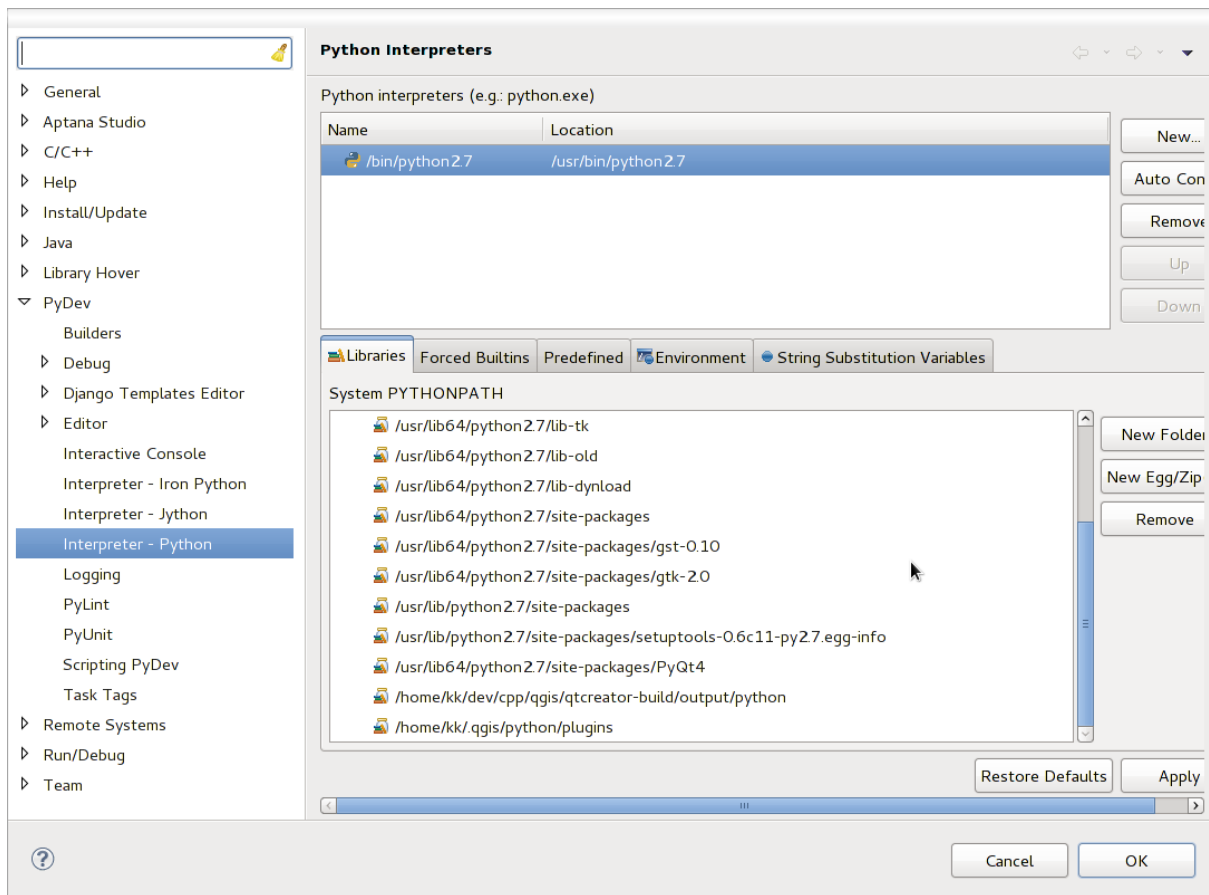 General
Aptana Studio
C/C++
Help
Install/Update
Java
Library Hover
PyDev
Builders
Debug
Django Templates Editor
Editor
Interactive Console
Interpreter - Iron Python
Interpreter - Jython
Interpreter - Python
Logging
PyLint
PyUnit
Scripting PyDev
Task Tags
Remote Systems
Run/Debug
Team
Python Interpreters
Python interpreters (e.g.: python.exe)
Name Location
/bin/python2.7 /usr/bin/python2.7
New...
Auto Con
Remove
Up
Down
Libraries Forced Builtins Predefined Environment String Substitution Variables
System PYTHONPATH
/usr/lib64/python2.7/lib-tk
/usr/lib64/python2.7/lib-old
/usr/lib64/python2.7/lib-dynload
/usr/lib64/python2.7/site-packages
/usr/lib64/python2.7/site-packages/gst-0.10
/usr/lib64/python2.7/site-packages/gtk-2.0
/usr/lib/python2.7/site-packages
/usr/lib/python2.7/site-packages/setuptools-0.6c11-py2.7.egg-info
/usr/lib64/python2.7/site-packages/PyQt4
/home/kk/dev/cpp/qgis/qtcreator-build/output/python
/home/kk/.qgis/python/plugins
New Folder
New Egg/Zip
Remove
Restore Defaults Apply
Cancel OK